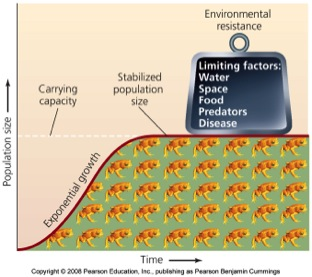 Environmental
resistance
Limiting factors:
Water
Space
Food
Predators
Disease
Stabilized
population
size
Carrying
capacity
Exponential growth
Population size
Time
Copyright © 2008 Pearson Education, Inc., publishing as Pearson Benjamin Cummings